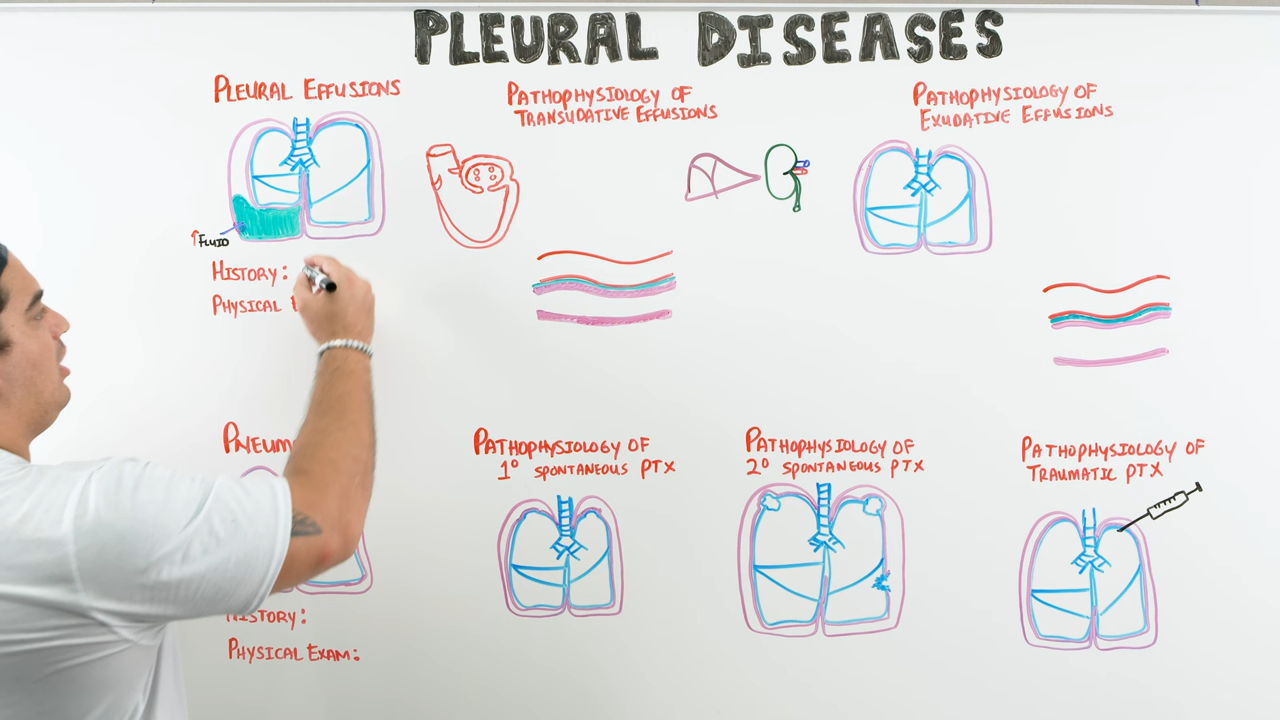 PLEURAL DISEASES
PLEURAL EFFUSIONS
↑FLUID
HISTORY:
PHYSICAL
PATHOPHYSIOLOGY OF
TRANSUDATIVE EFFUSIONS
PATHOPHYSIOLOGY OF
EXUDATIVE EFFUSIONS
PNEUM
HISTORY:
PHYSICAL EXAM:
PATHOPHYSIOLOGY OF
1° SPONTANEOUS PTX
PATHOPHYSIOLOGY OF
2° SPONTANEOUS PTX
PATHOPHYSIOLOGY OF
TRAUMATIC PTX